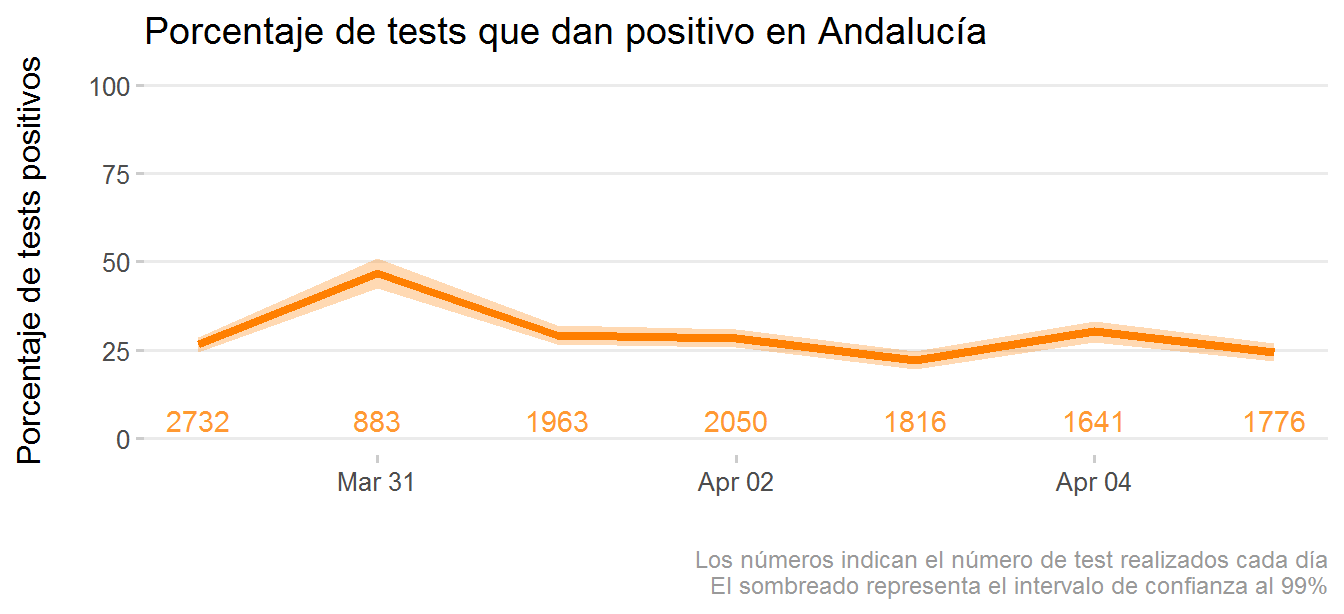 Porcentaje de tests que dan positivo en Andalucía
Porcentaje de tests positivos
100
75
50
25
0
2732 883 1963 2050 1816 1641 1776
Mar 31 Apr 02 Apr 04
Los números indican el número de test realizados cada día
El sombreado representa el intervalo de confianza al 99%